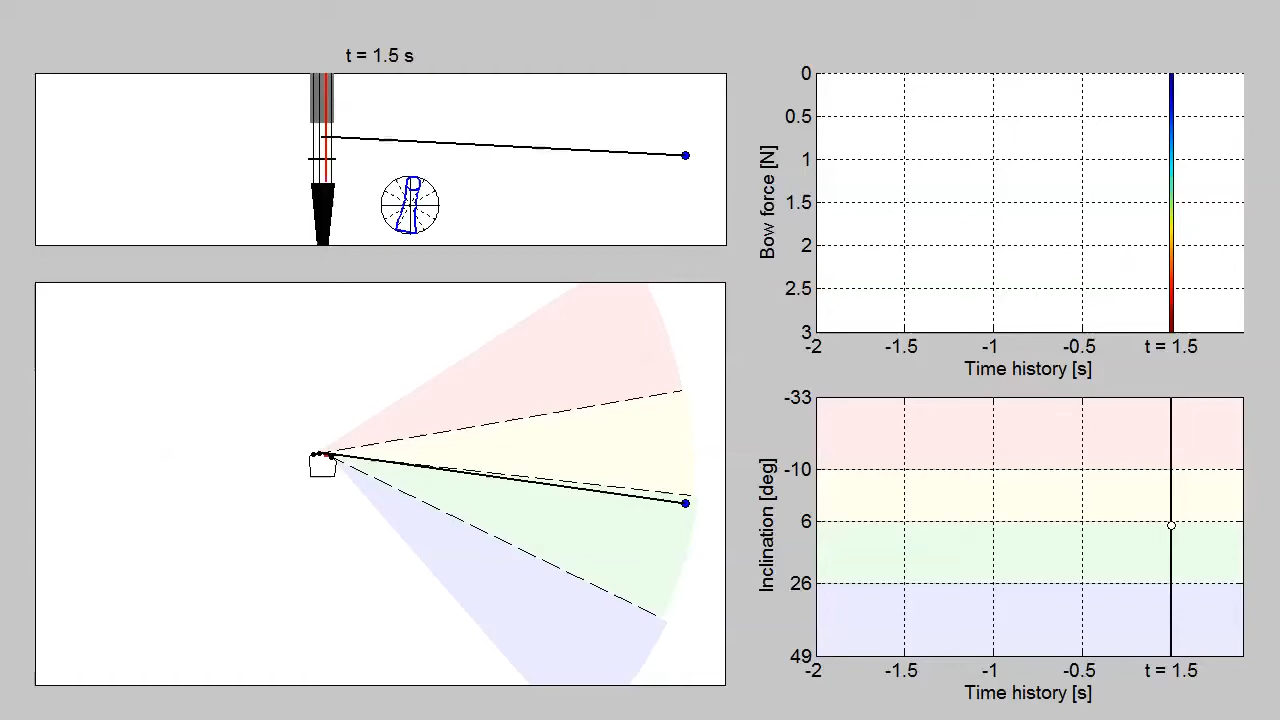 t = 1.5 s
0
0.5
1
1.5
2
2.5
3
Bow force [N]
-2 -1.5 -1 -0.5 t = 1.5
Time history [s]
-33
-10
6
26
49
Inclination [deg]
-2 -1.5 -1 -0.5 t = 1.5
Time history [s]